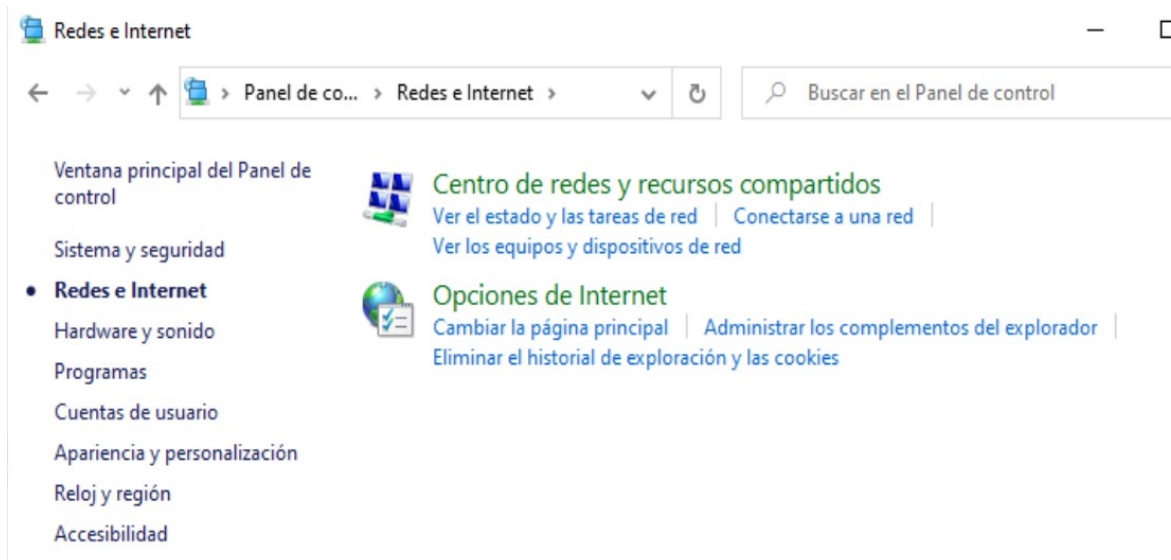 Redes e Internet
Panel de co... > Redes e Internet >
Buscar en el Panel de control
Ventana principal del Panel de
control
Sistema y seguridad
Redes e Internet
Hardware y sonido
Programas
Cuentas de usuario
Apariencia y personalización
Reloj y región
Accesibilidad
Centro de redes y recursos compartidos
Ver el estado y las tareas de red
Conectarse a una red
Ver los equipos y dispositivos de red
Opciones de Internet
Cambiar la página principal
Administrar los complementos del explorador
Eliminar el historial de exploración y las cookies